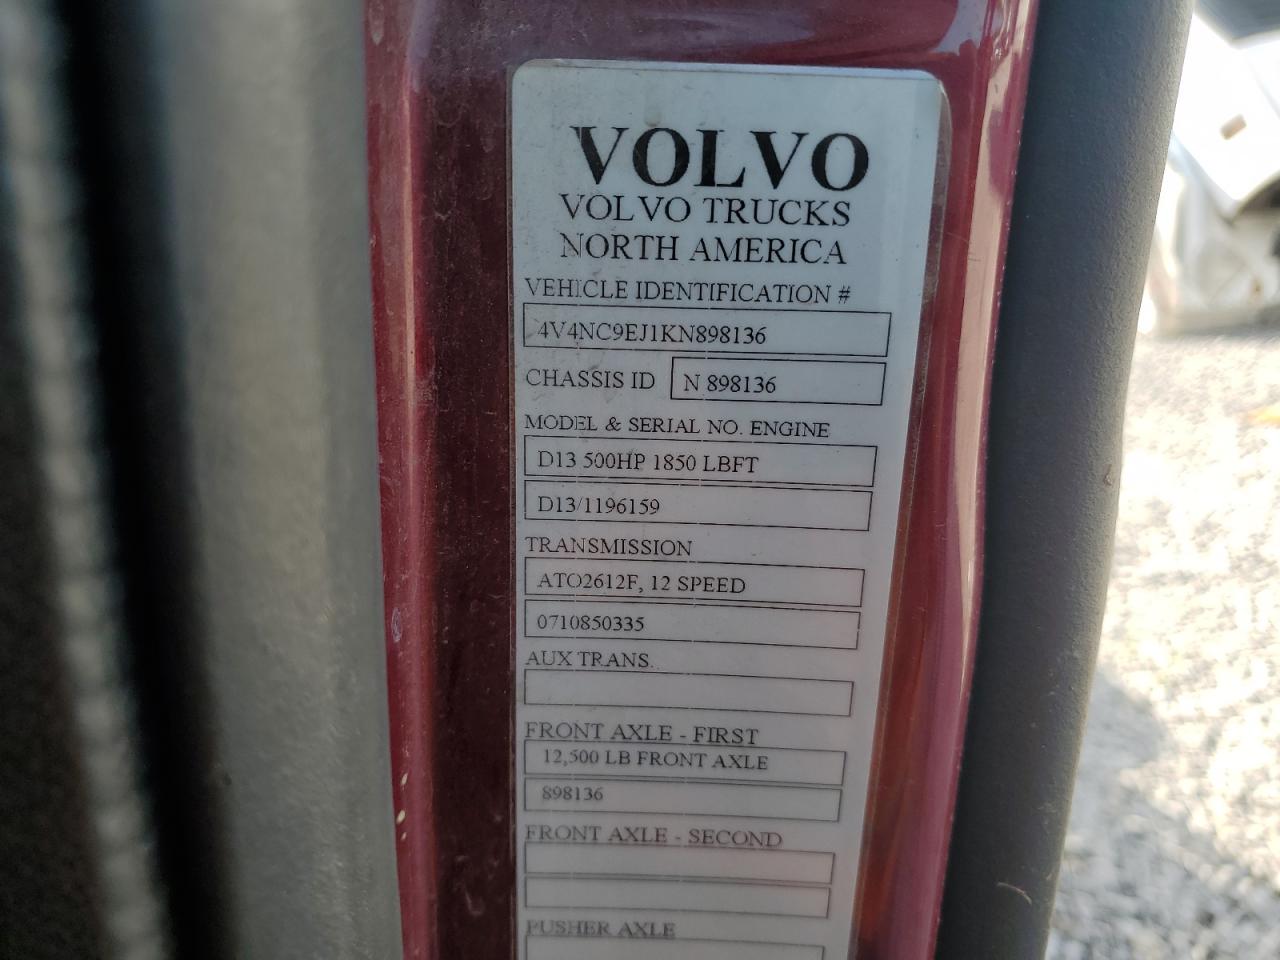 VOLVO
VOLVO TRUCKS
NORTH AMERICA
VEHICLE IDENTIFICATION #
4V4NC9EJ1KN898136
CHASSIS ID N 898136
MODEL & SERIAL NO. ENGINE
D13 500HP 1850 LBFT
D13/1196159
TRANSMISSION
ATO2612F, 12 SPEED
0710850335
AUX TRANS.
FRONT AXLE - FIRST
12,500 LB FRONT AXLE
898136
FRONT AXLE - SECOND
PUSHER AXLE